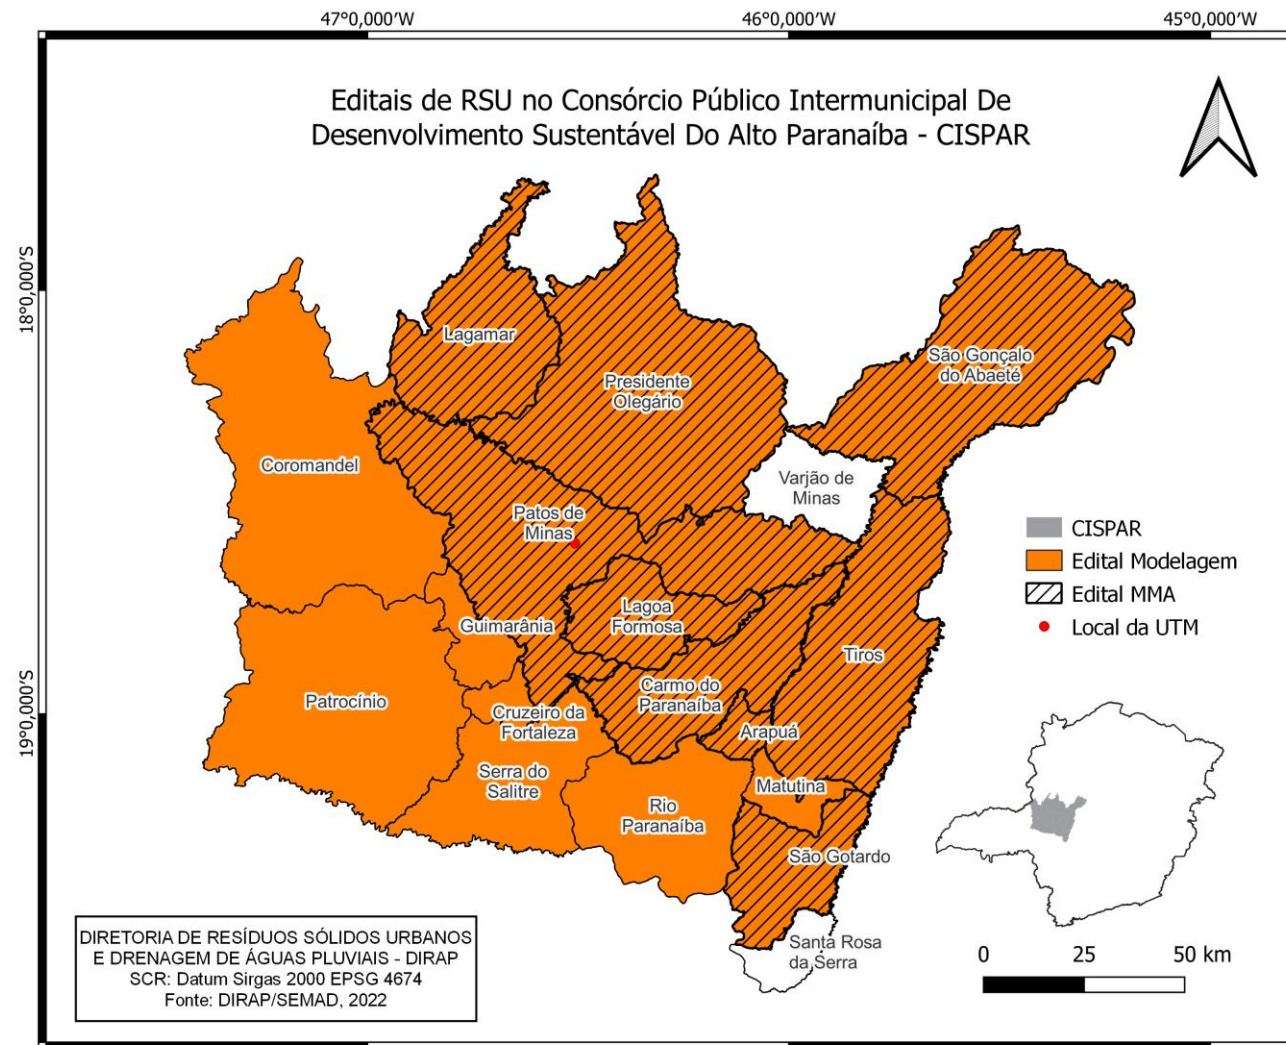 47°0,000'W
46°0,000'W
45°0,000'W
Editais de RSU no Consórcio Público Intermunicipal De
Desenvolvimento Sustentável Do Alto Paranaíba - CISPAR
18°0,000'S
19°0,000'S
Lagamar
São Gonçalo
do Abaeté
Presidente
Olegário
Coromandel
Varjão de
Minas
Patos de
Minas
Lagoa
Formosa
Guimarânia
Tiros
Carmo do
Paranaíba
Patrocínio
Cruzeiro da
Fortaleza
Arapuá
Serra do
Salitre
Matutina
Rio
Paranaíba
São Gotardo
Santa Rosa
da Serra
CISPAR
Edital Modelagem
Edital MMA
Local da UTM
DIRETORIA DE RESÍDUOS SÓLIDOS URBANOS
E DRENAGEM DE ÁGUAS PLUVIAIS - DIRAP
SCR: Datum Sirgas 2000 EPSG 4674
Fonte: DIRAP/SEMAD, 2022
0 25 50 km